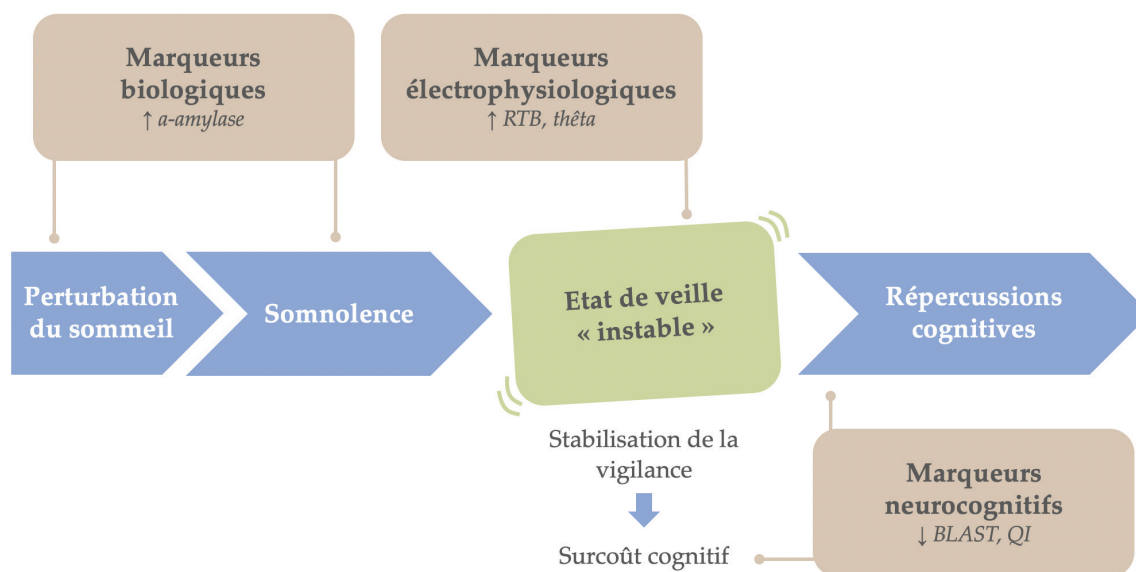 Marqueurs
biologiques
↑ a-amylase
Marqueurs
électrophysiologiques
↑ RTB, thêta
Perturbation
du sommeil
Somnolence
Etat de veille
« instable »
Répercussions
cognitives
Stabilisation de la
vigilance
Surcoût cognitif
Marqueurs
neurocognitifs
↓ BLAST, QI